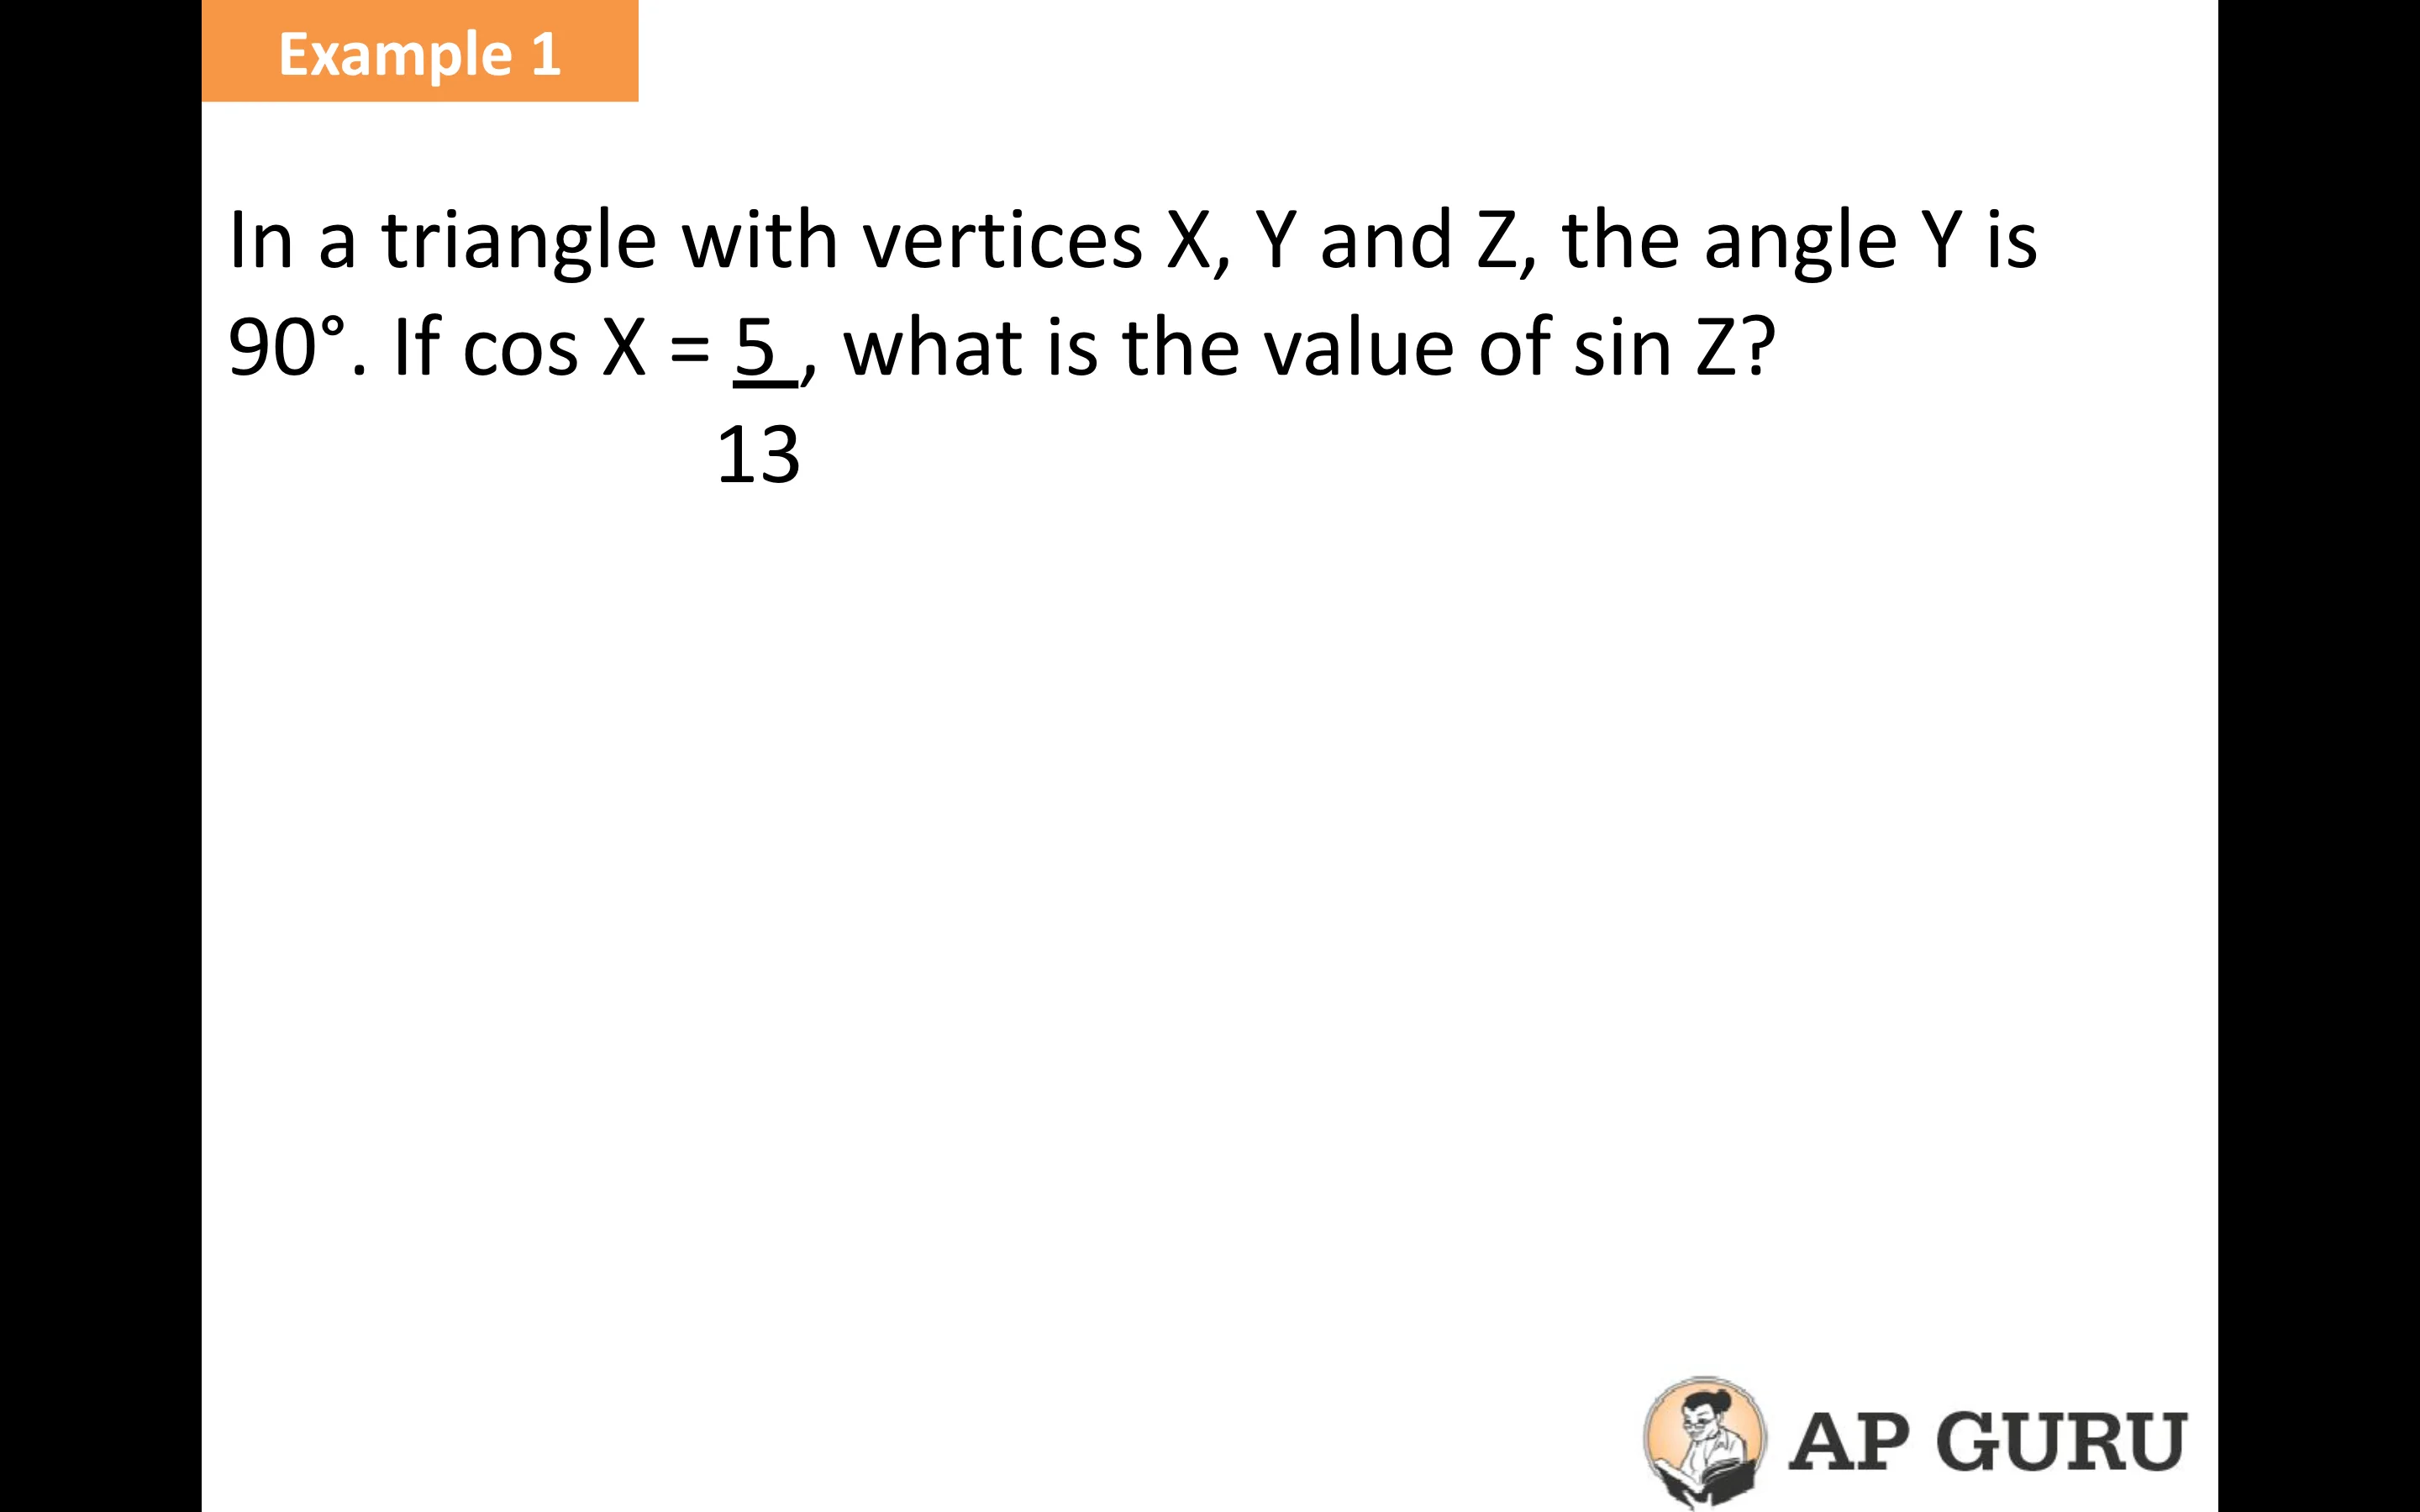 Example 1
In a triangle with vertices X, Y and Z, the angle Y is
90°. If cos X = 5 , what is the value of sin Z?
13
AP GURU